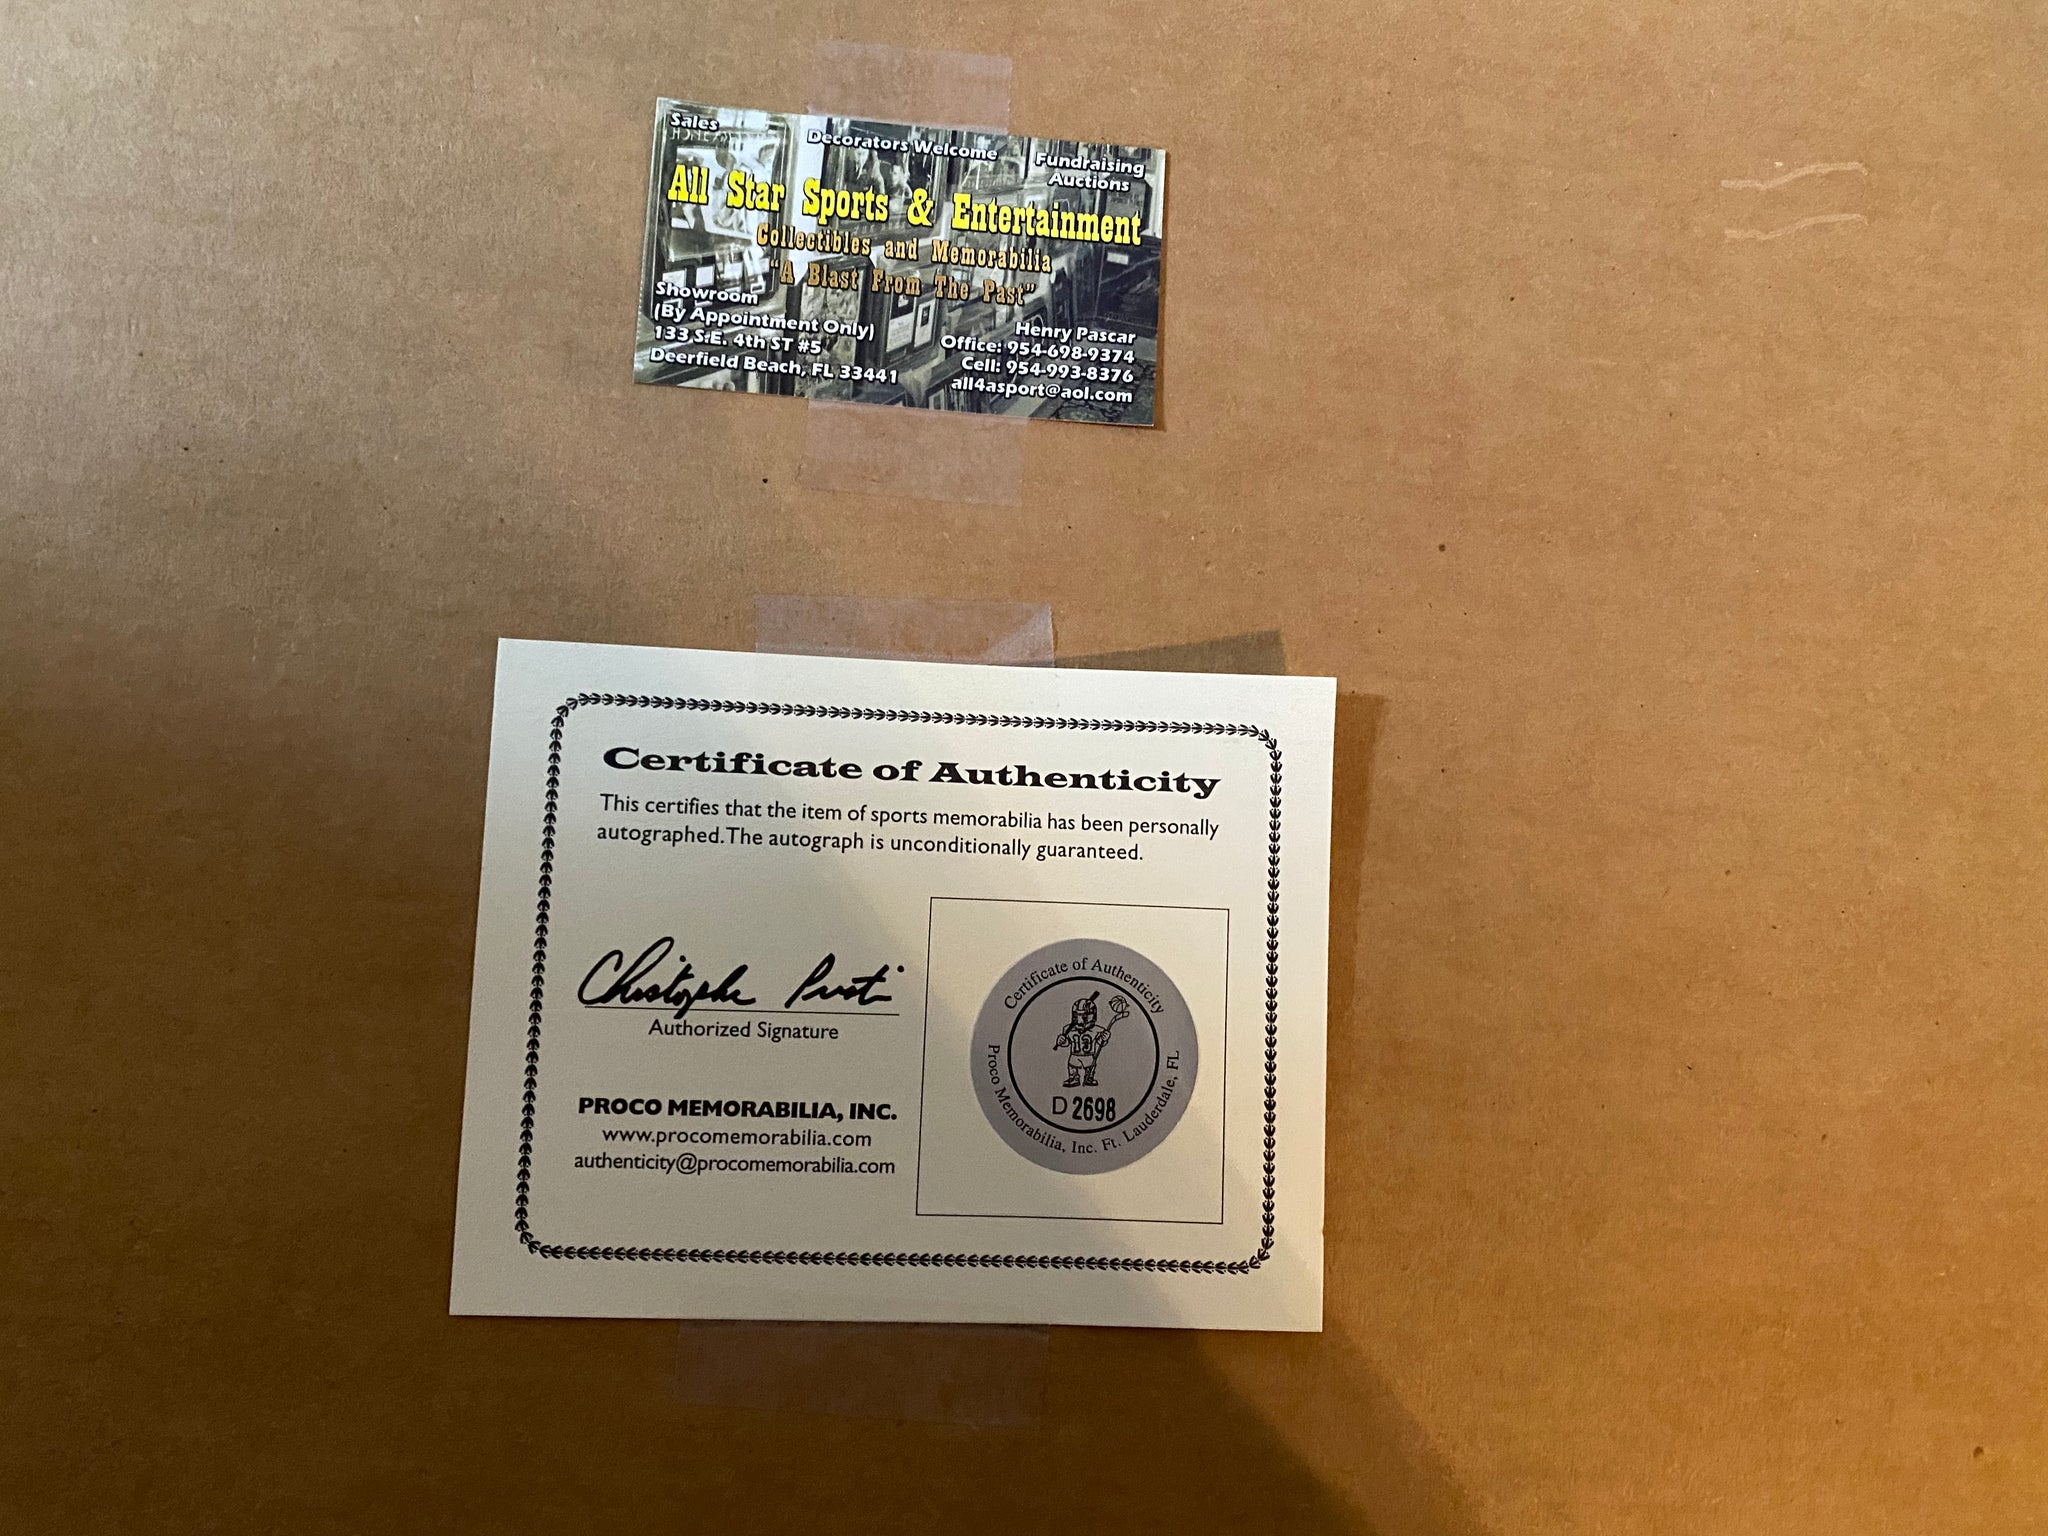 Sales
Decorators Welcome
Fundraising
Auctions
All Star Sports & Entertainment
Collectibles and Memorabilia
"A Blast From The Past"
Showroom
(By Appointment Only)
133 S.E. 4th ST #5
Deerfield Beach, FL 33441
Henry Pascar
Office: 954-698-9374
Cell: 954-993-8376
all4asport@aol.com
Certificate of Authenticity
This certifies that the item of sports memorabilia has been personally
autographed. The autograph is unconditionally guaranteed.
Authorized Signature
PROCO MEMORABILIA, INC.
www.procomemorabilia.com
authenticity@procomemorabilia.com
Certificate of Authenticity
13
D 2698
Proco Memorabilia, Inc. Ft. Lauderdale, FL